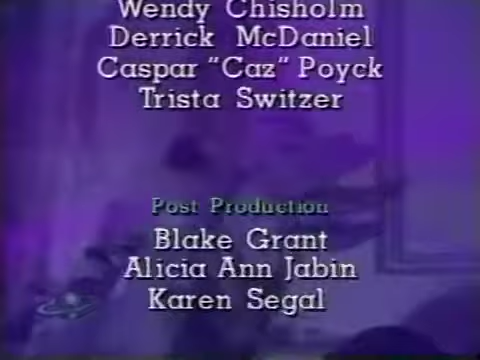 Wendy Chisholm
Derrick McDaniel
Caspar "Caz" Poyck
Trista Switzer
Post Production
Blake Grant
Alicia Ann Jabin
Karen Segal